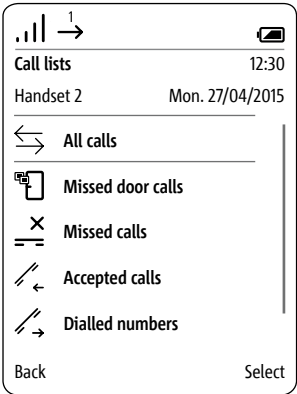 1
Call lists 12:30
Handset 2 Mon. 27/04/2015
All calls
Missed door calls
Missed calls
Accepted calls
Dialled numbers
Back Select